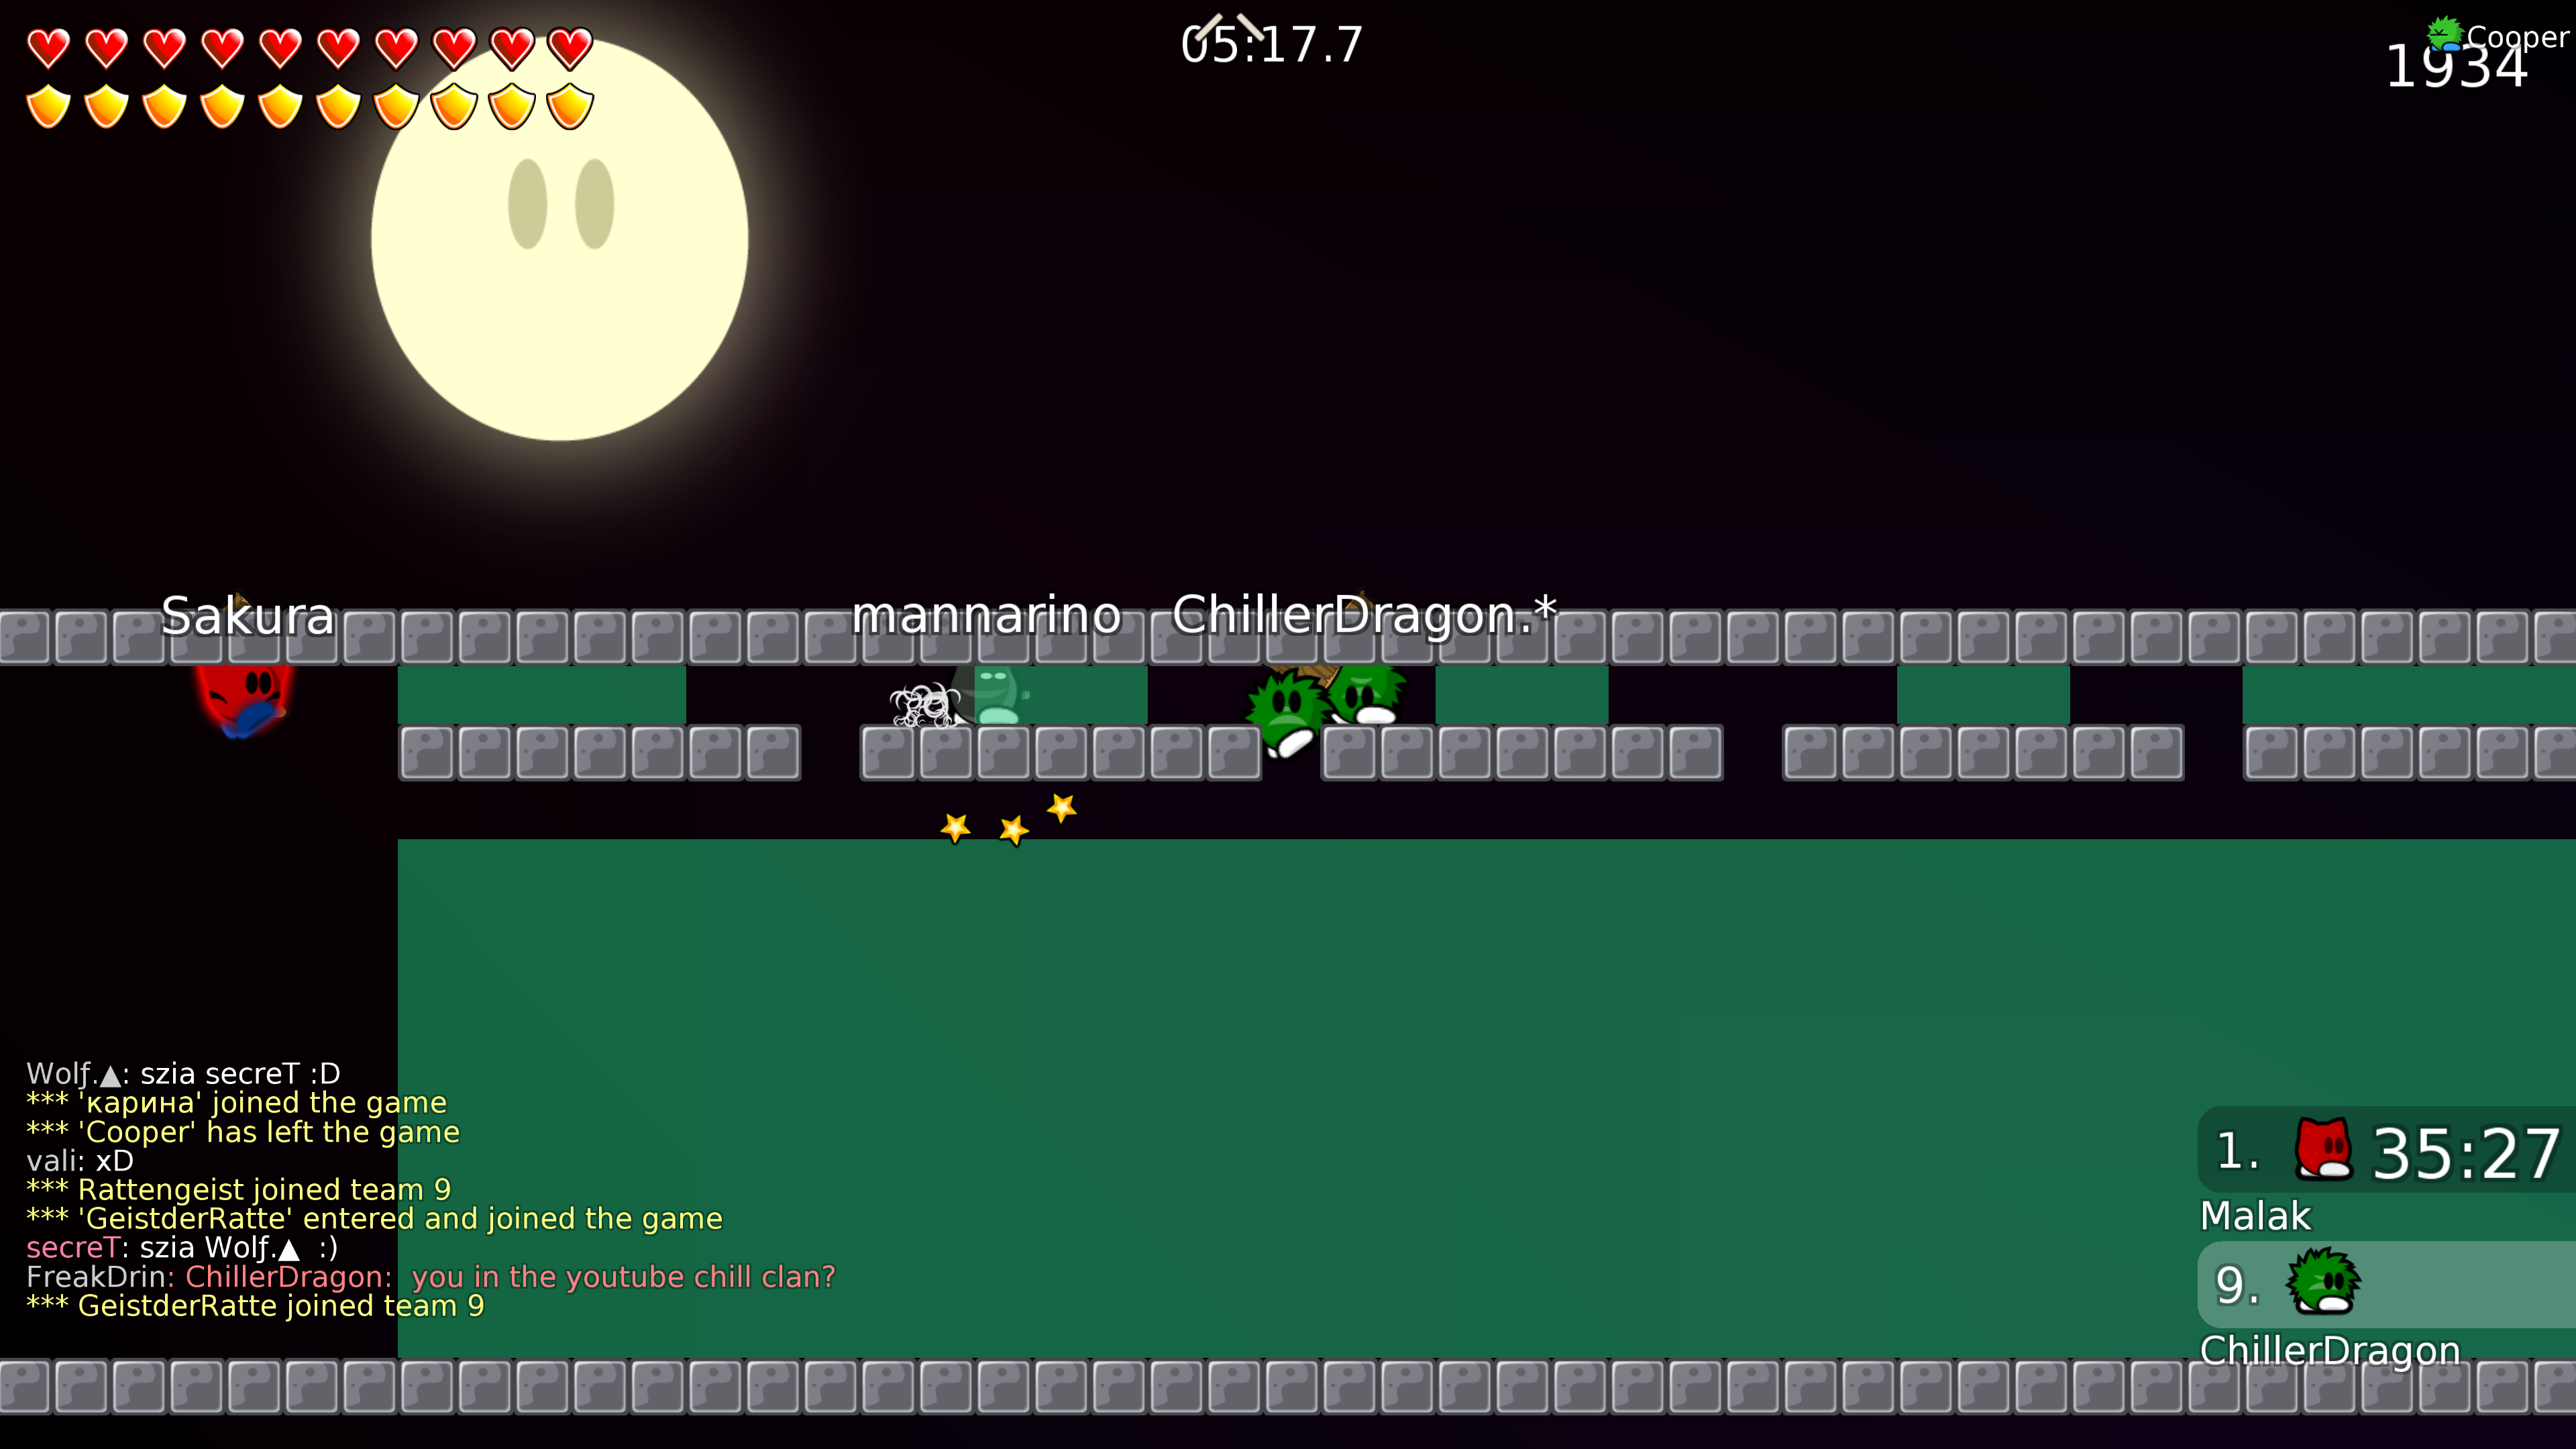 05:17.7
Cooper
1934
Sakura
mannarino
ChillerDragon.*
Wolƒ.▲: szia secreT :D
*** 'карина' joined the game
*** 'Cooper' has left the game
vali: xD
*** Rattengeist joined team 9
*** 'GeistderRatte' entered and joined the game
secreT: szia Wolƒ.▲ :)
FreakDrin: ChillerDragon: you in the youtube chill clan?
*** GeistderRatte joined team 9
1. 35:27
Malak
9.
ChillerDragon